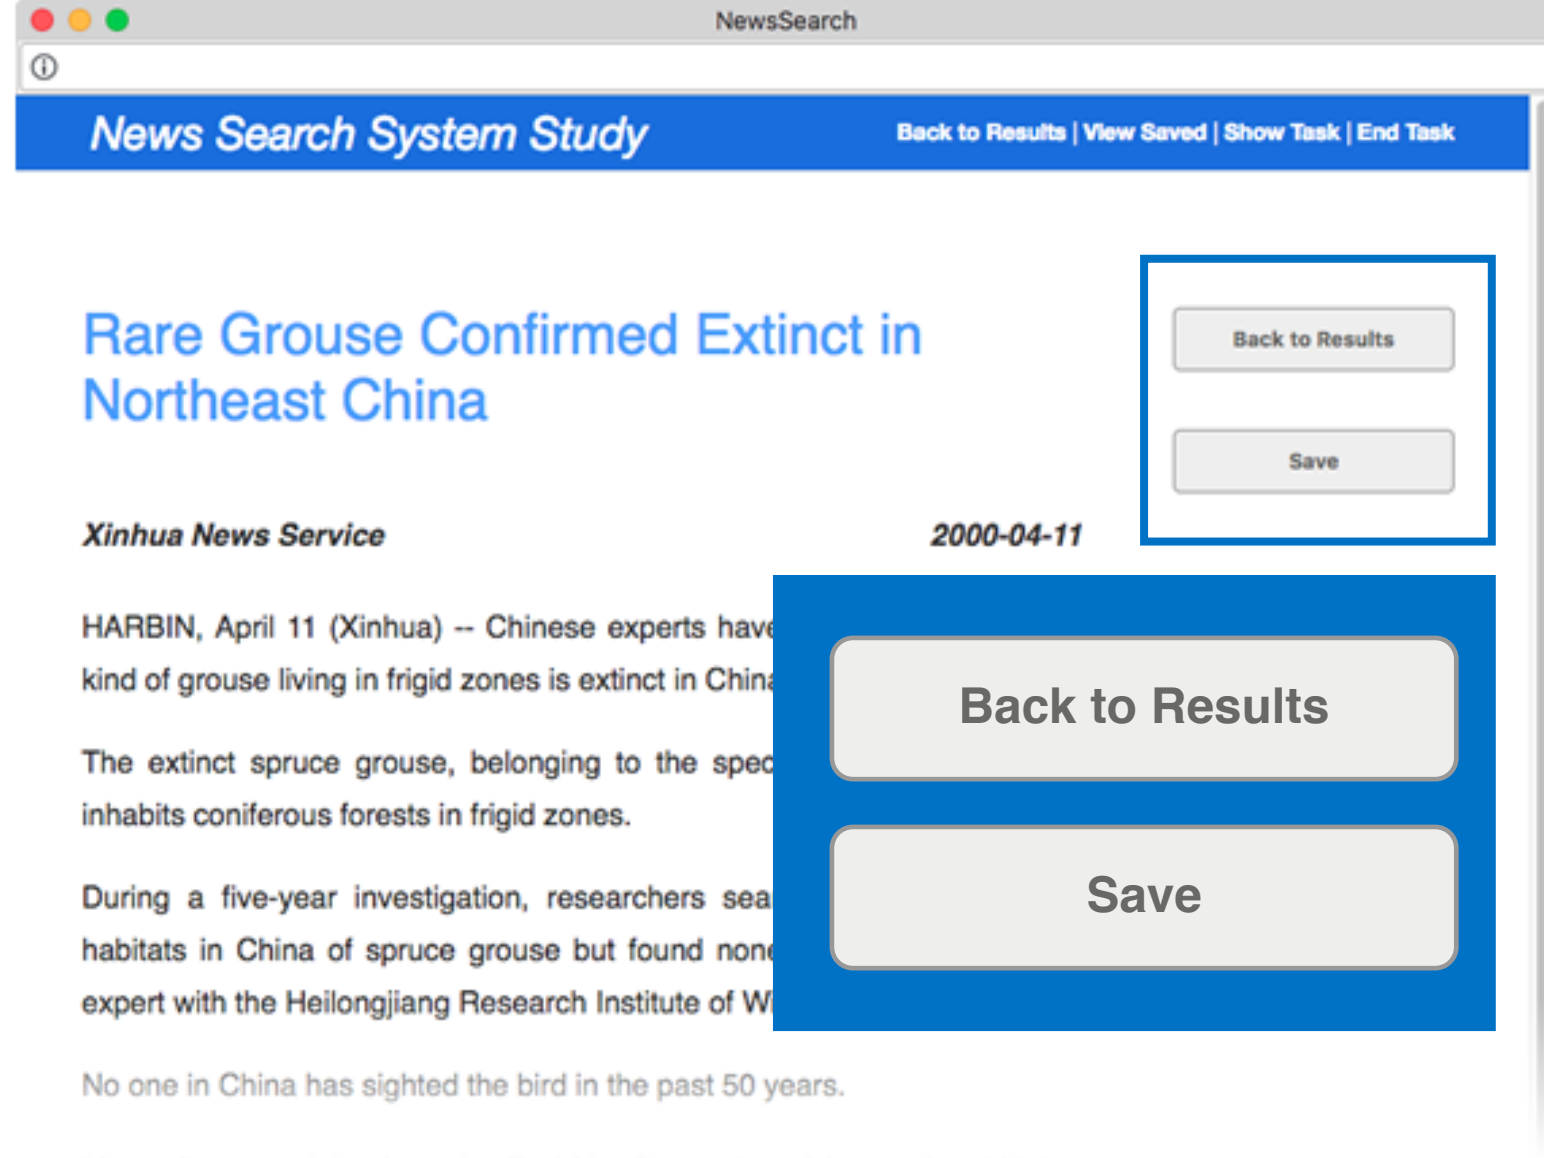 NewsSearch
News Search System Study
Back to Results | View Saved | Show Task | End Task
Rare Grouse Confirmed Extinct in
Northeast China
Back to Results
Save
Xinhua News Service 2000-04-11
HARBIN, April 11 (Xinhua) -- Chinese experts have
kind of grouse living in frigid zones is extinct in China
The extinct spruce grouse, belonging to the
inhabits coniferous forests in frigid zones.
During a five-year investigation, researchers
habitats in China of spruce grouse but found none
expert with the Heilongjiang Research Institute of
No one in China has sighted the bird in the past 50 years.
Back to Results
Save